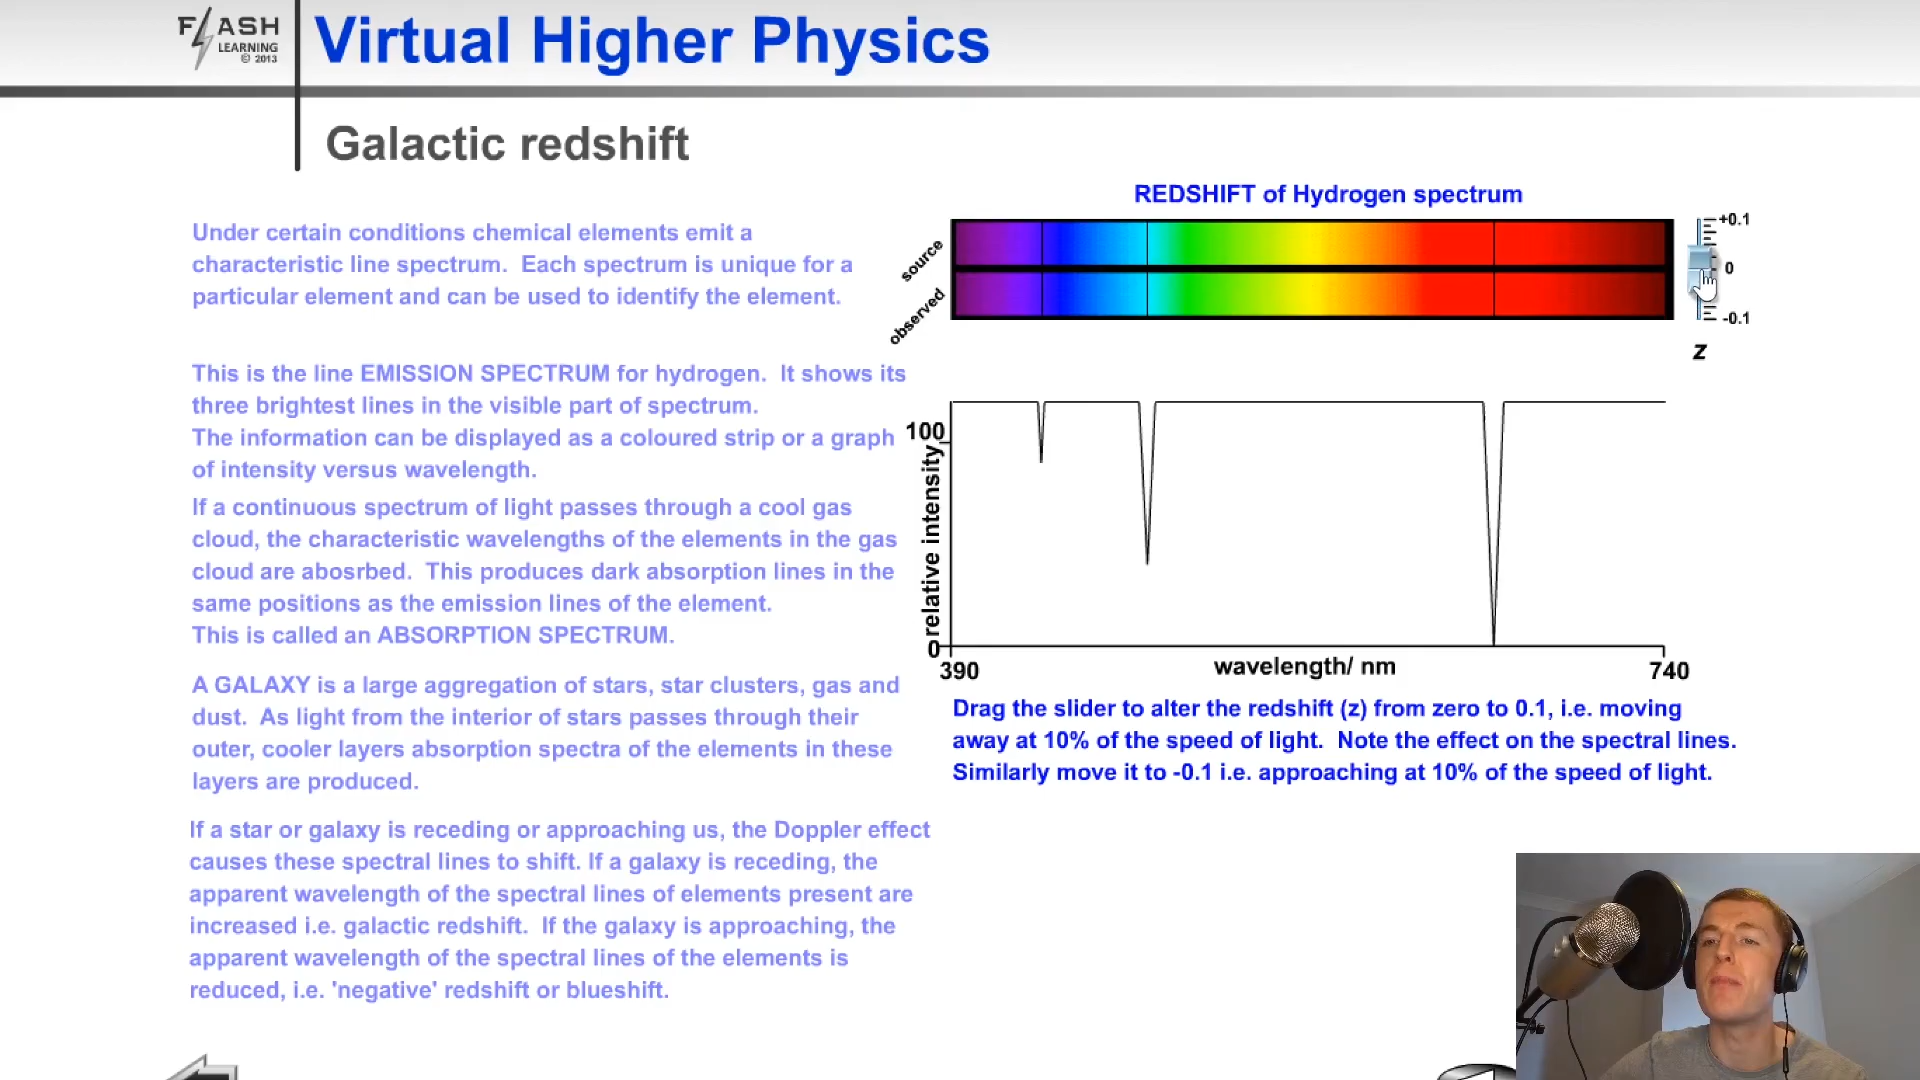 FLASH
LEARNING
© 2013
Virtual Higher Physics
Galactic redshift
Under certain conditions chemical elements emit a
characteristic line spectrum. Each spectrum is unique for a
particular element and can be used to identify the element.
This is the line EMISSION SPECTRUM for hydrogen. It shows its
three brightest lines in the visible part of spectrum.
The information can be displayed as a coloured strip or a graph
of intensity versus wavelength.
If a continuous spectrum of light passes through a cool gas
cloud, the characteristic wavelengths of the elements in the gas
cloud are abosrbed. This produces dark absorption lines in the
same positions as the emission lines of the element.
This is called an ABSORPTION SPECTRUM.
A GALAXY is a large aggregation of stars, star clusters, gas and
dust. As light from the interior of stars passes through their
outer, cooler layers absorption spectra of the elements in these
layers are produced.
If a star or galaxy is receding or approaching us, the Doppler effect
causes these spectral lines to shift. If a galaxy is receding, the
apparent wavelength of the spectral lines of elements present are
increased i.e. galactic redshift. If the galaxy is approaching, the
apparent wavelength of the spectral lines of the elements is
reduced, i.e. 'negative' redshift or blueshift.
REDSHIFT of Hydrogen spectrum
source
observed
+0.1
0
-0.1
z
100
relative intensity
0
390
wavelength/ nm
740
Drag the slider to alter the redshift (z) from zero to 0.1, i.e. moving
away at 10% of the speed of light. Note the effect on the spectral lines.
Similarly move it to -0.1 i.e. approaching at 10% of the speed of light.